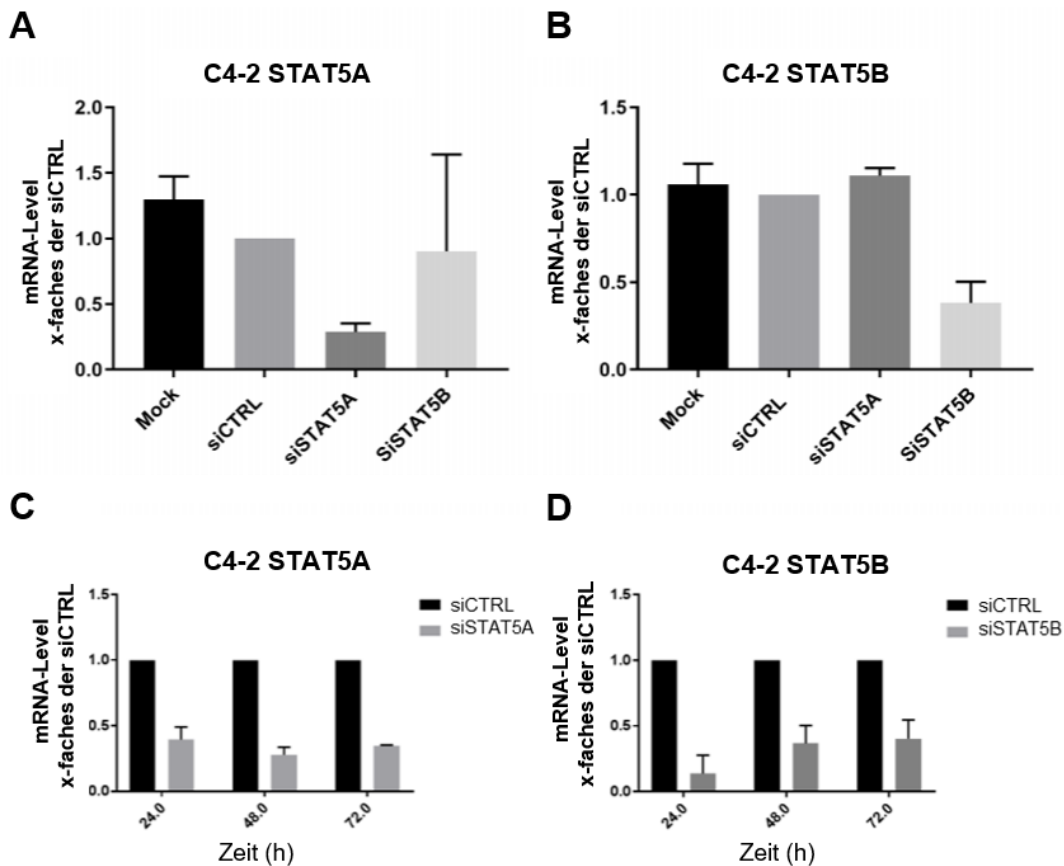 A
C4-2 STAT5A
mRNA-Level
x-faches der siCTRL
2.0
1.5
1.0
0.5
0.0
Mock
siCTRL
siSTAT5A
SiSTAT5B
B
C4-2 STAT5B
mRNA-Level
x-faches der siCTRL
1.5
1.0
0.5
0.0
Mock
siCTRL
siSTAT5A
SiSTAT5B
C
C4-2 STAT5A
mRNA-Level
x-faches der siCTRL
1.5
1.0
0.5
0.0
siCTRL
siSTAT5A
24.0
48.0
72.0
Zeit (h)
D
C4-2 STAT5B
mRNA-Level
x-faches der siCTRL
1.5
1.0
0.5
0.0
siCTRL
siSTAT5B
24.0
48.0
72.0
Zeit (h)